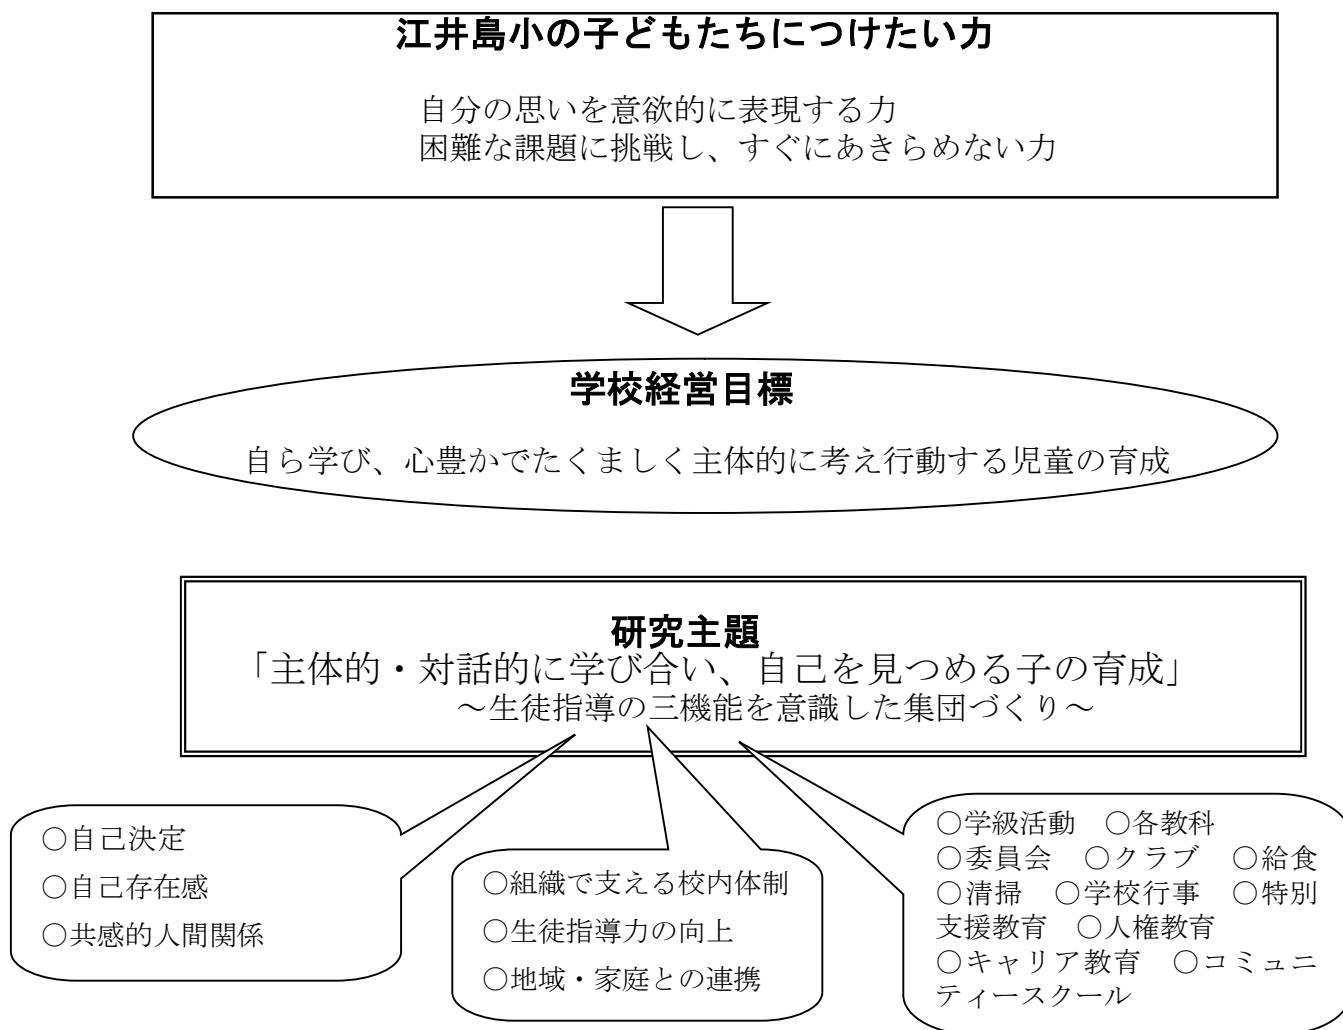 江井島小の子どもたちにつけたい力
自分の思いを意欲的に表現する力
困難な課題に挑戦し、すぐにあきらめない力
学校経営目標
自ら学び、心豊かでたくましく主体的に考え行動する児童の育成
研究主題
「主体的・対話的に学び合い、自己を見つめる子の育成」
～生徒指導の三機能を意識した集団づくり～
○自己決定
○自己存在感
○共感的人間関係
○組織で支える校内体制
○生徒指導力の向上
○地域・家庭との連携
○学級活動　○各教科
○委員会　○クラブ　○給食
○清掃　○学校行事　○特別
支援教育　○人権教育
○キャリア教育　○コミュニ
ティースクール